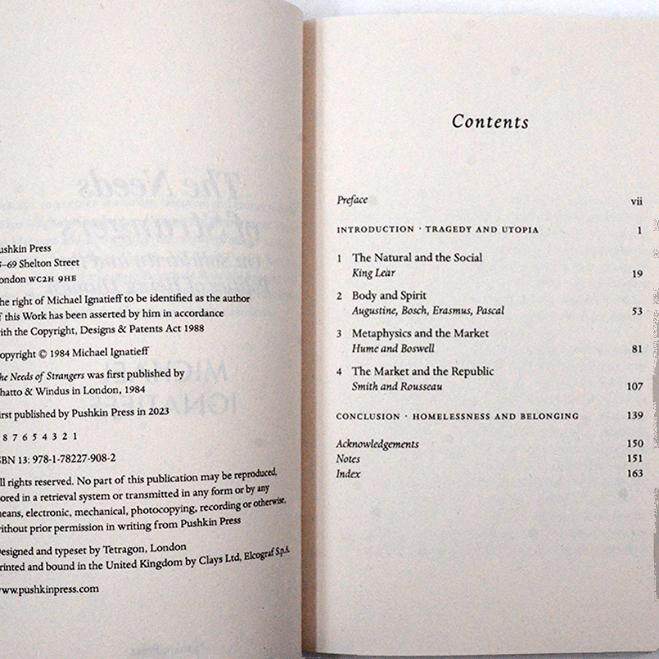 ushkin Press
–69 Shelton Street
ondon WC2H 9HE
he right of Michael Ignatieff to be identified as the author
f this Work has been asserted by him in accordance
ith the Copyright, Designs & Patents Act 1988
opyright © 1984 Michael Ignatieff
he Needs of Strangers was first published by
hatto & Windus in London, 1984
irst published by Pushkin Press in 2023
8 7 6 5 4 3 2 1
BN 13: 978-1-78227-908-2
ll rights reserved. No part of this publication may be reproduced,
ored in a retrieval system or transmitted in any form or by any
eans, electronic, mechanical, photocopying, recording or otherwise,
ithout prior permission in writing from Pushkin Press
esigned and typeset by Tetragon, London
rinted and bound in the United Kingdom by Clays Ltd, Elcograf S.p.A.
ww.pushkinpress.com
Contents
Preface vii
INTRODUCTION · TRAGEDY AND UTOPIA 1
1 The Natural and the Social
King Lear 19
2 Body and Spirit
Augustine, Bosch, Erasmus, Pascal 53
3 Metaphysics and the Market
Hume and Boswell 81
4 The Market and the Republic
Smith and Rousseau 107
CONCLUSION · HOMELESSNESS AND BELONGING 139
Acknowledgements 150
Notes 151
Index 163